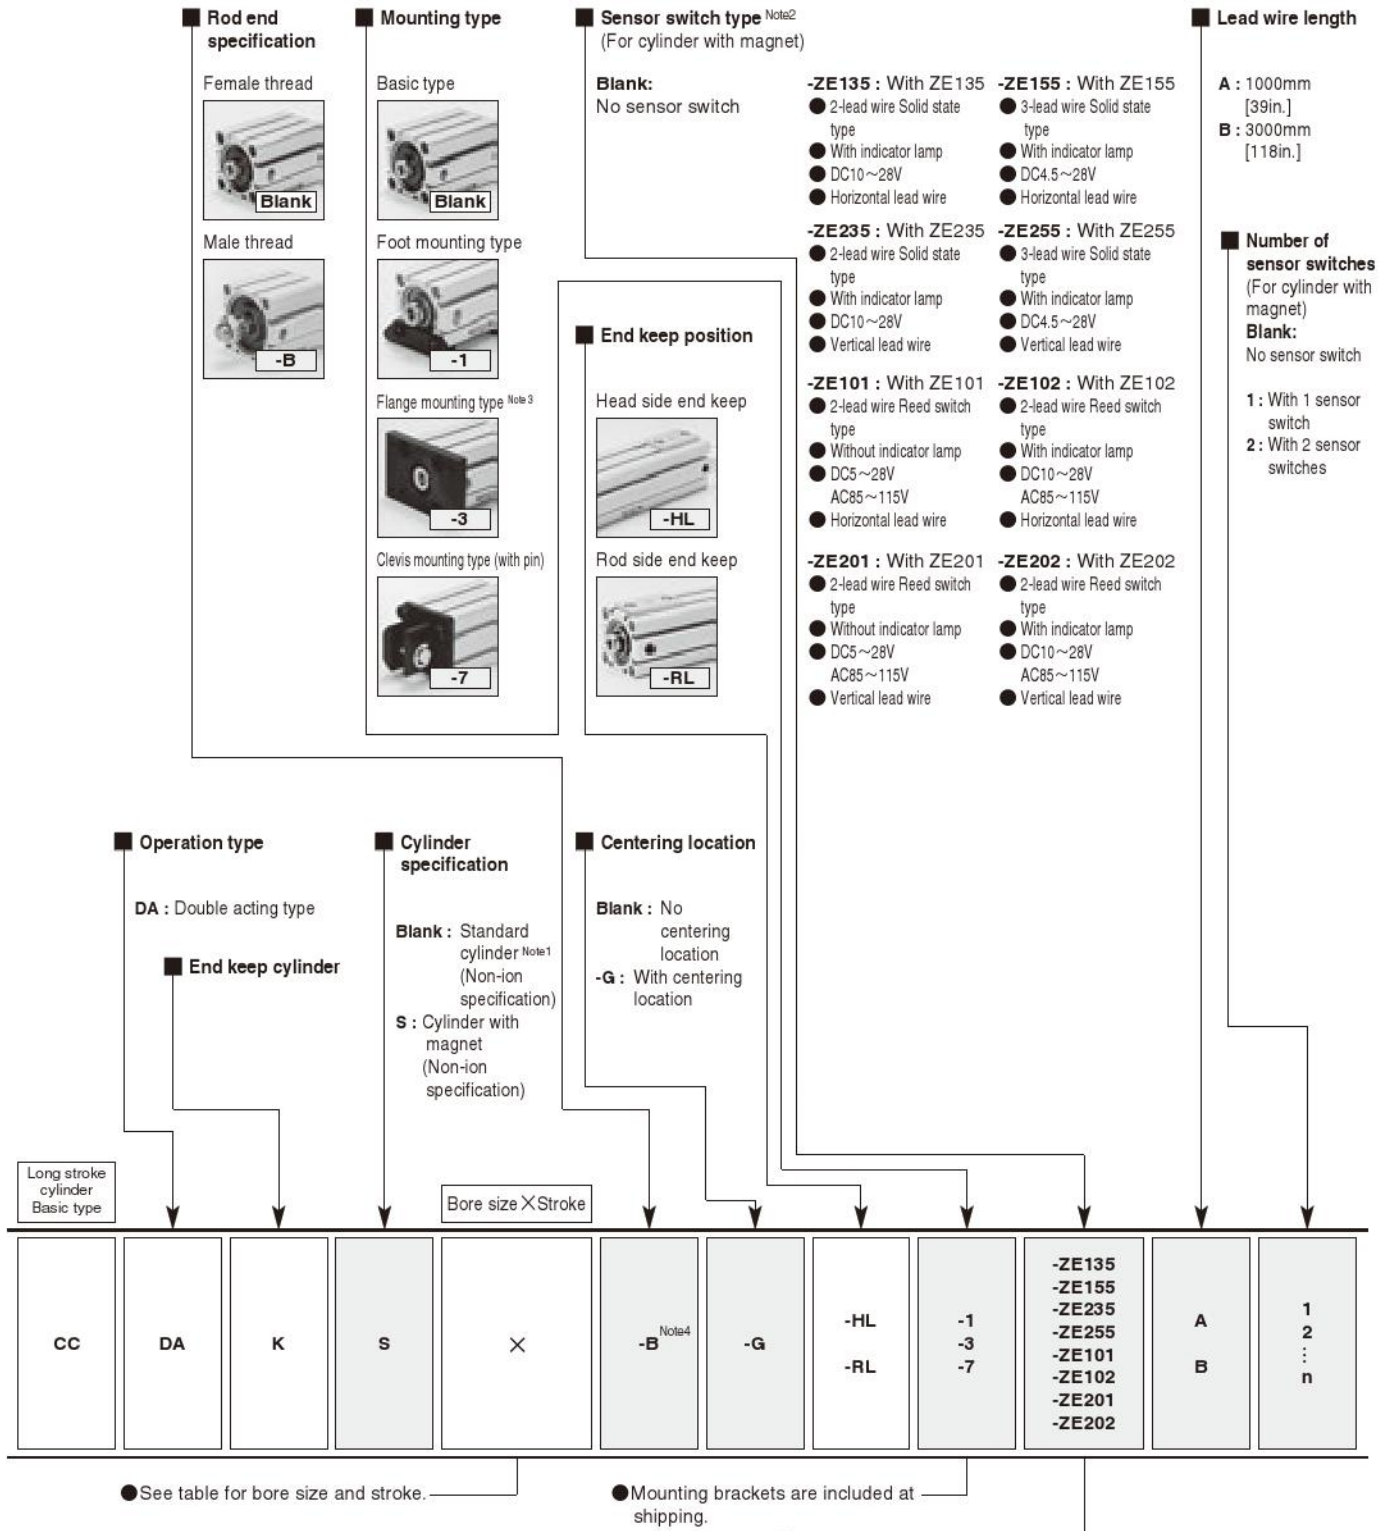 ■ Rod end
specification
Female thread
Blank
Male thread
-B
■ Mounting type
Basic type
Blank
Foot mounting type
-1
Flange mounting type Note 3
-3
Clevis mounting type (with pin)
-7
■ Sensor switch type Note2
(For cylinder with magnet)
Blank:
No sensor switch
-ZE135 : With ZE135
● 2-lead wire Solid state
type
● With indicator lamp
● DC10～28V
● Horizontal lead wire
-ZE155 : With ZE155
● 3-lead wire Solid state
type
● With indicator lamp
● DC4.5～28V
● Horizontal lead wire
-ZE235 : With ZE235
● 2-lead wire Solid state
type
● With indicator lamp
● DC10～28V
● Vertical lead wire
-ZE255 : With ZE255
● 3-lead wire Solid state
type
● With indicator lamp
● DC4.5～28V
● Vertical lead wire
-ZE101 : With ZE101
● 2-lead wire Reed switch
type
● Without indicator lamp
● DC5～28V
AC85～115V
● Horizontal lead wire
-ZE102 : With ZE102
● 2-lead wire Reed switch
type
● With indicator lamp
● DC10～28V
AC85～115V
● Horizontal lead wire
-ZE201 : With ZE201
● 2-lead wire Reed switch
type
● Without indicator lamp
● DC5～28V
AC85～115V
● Vertical lead wire
-ZE202 : With ZE202
● 2-lead wire Reed switch
type
● With indicator lamp
● DC10～28V
AC85～115V
● Vertical lead wire
■ Lead wire length
A : 1000mm
[39in.]
B : 3000mm
[118in.]
■ Number of
sensor switches
(For cylinder with
magnet)
Blank:
No sensor switch
1 : With 1 sensor
switch
2 : With 2 sensor
switches
■ End keep position
Head side end keep
-HL
Rod side end keep
-RL
■ Operation type
DA : Double acting type
■ End keep cylinder
■ Cylinder
specification
Blank : Standard
cylinder Note1
(Non-ion
specification)
S : Cylinder with
magnet
(Non-ion
specification)
■ Centering location
Blank : No
centering
location
-G : With centering
location
Long stroke
cylinder
Basic type
Bore size×Stroke
CC
DA
K
S
×
-B Note4
-G
-HL
-RL
-1
-3
-7
-ZE135
-ZE155
-ZE235
-ZE255
-ZE101
-ZE102
-ZE201
-ZE202
A
B
1
2
⋮
n
● See table for bore size and stroke.
● Mounting brackets are included at
shipping.